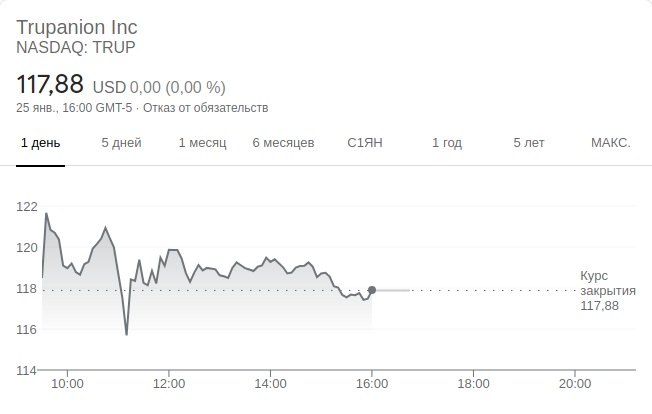 Trupanion Inc
NASDAQ: TRUP
117,88 USD 0,00 (0,00 %)
25 янв., 16:00 GMT-5 · Отказ от обязательств
1 день 5 дней 1 месяц 6 месяцев С1ЯН 1 год 5 лет МАКС.
122
120
118
116
114
Курс
закрытия
117,88
10:00 12:00 14:00 16:00 18:00 20:00